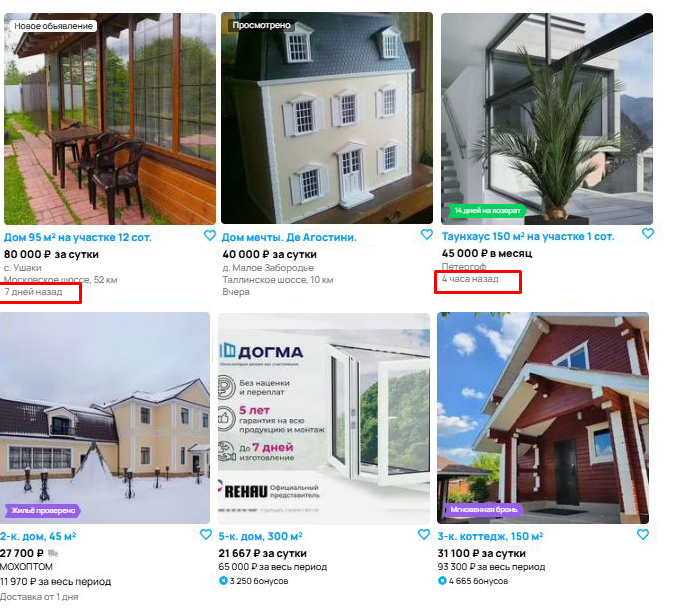 Новое объявление
Дом 95 м² на участке 12 сот.
80 000 ₽ за сутки
с. Ушаки
Московское шоссе, 52 км
7 дней назад
Просмотрено
Дом мечты. Де Агостини.
40 000 ₽ за сутки
д. Малое Забородье
Таллинское шоссе, 10 км
Вчера
14 дней на возврат
Таунхаус 150 м² на участке 1 сот.
45 000 ₽ в месяц
Петергоф
4 часа назад
Жильё проверено
2-к. дом, 45 м²
27 700 ₽
МОХОПТОМ
11 970 ₽ за весь период
Доставка от 1 дня
ДОГМА
Без наценки
и переплат
5 лет
гарантия на всю
продукцию и монтаж
До 7 дней
изготовление
REHAU
Официальный
представитель
5-к. дом, 300 м²
21 667 ₽ за сутки
65 000 ₽ за весь период
3 250 бонусов
Мгновенная бронь
3-к. коттедж, 150 м²
31 100 ₽ за сутки
93 300 ₽ за весь период
4 665 бонусов